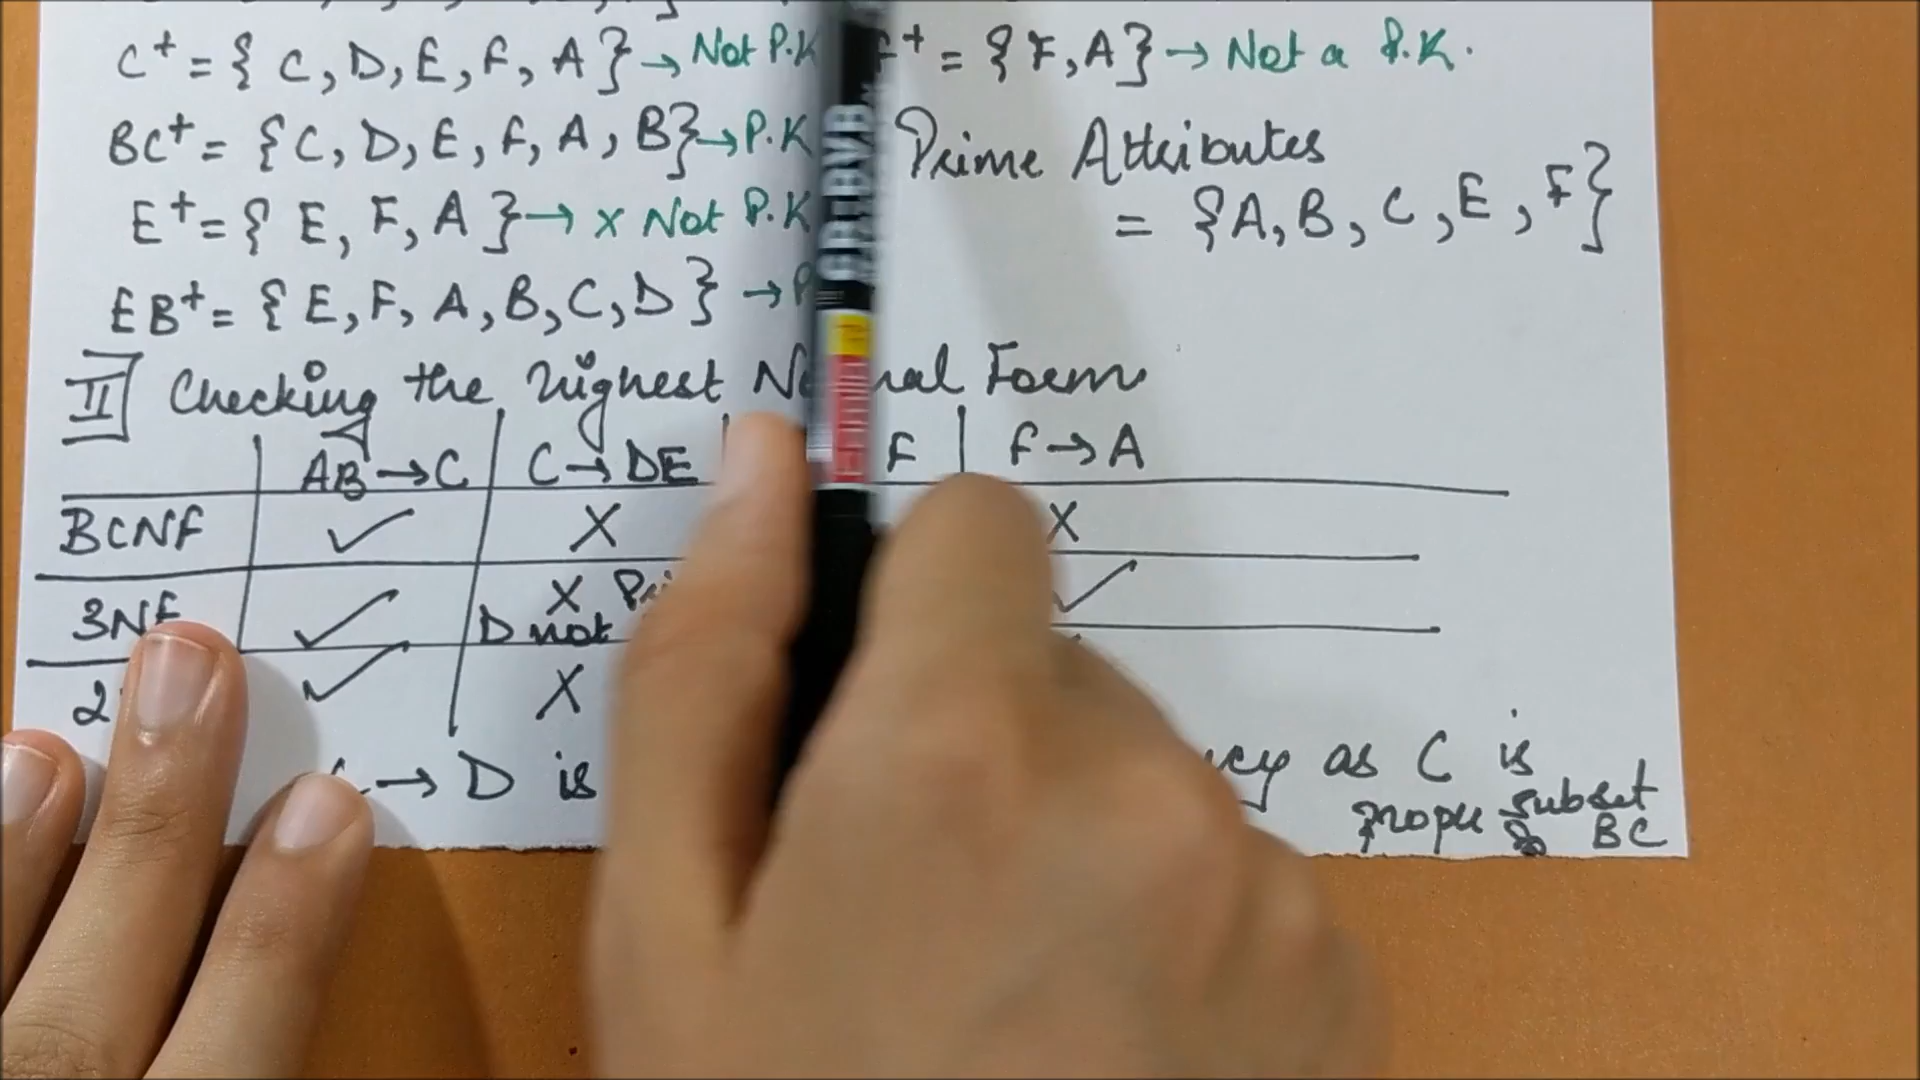 C⁺ = { C, D, E, F, A } → Not P.K
F⁺ = { F, A } → Not a P.K.
BC⁺ = { C, D, E, F, A, B } → P.K
Prime Attributes
= { A, B, C, E, F }
E⁺ = { E, F, A } → x Not P.K
EB⁺ = { E, F, A, B, C, D } → P
II Checking the highest Normal Form
AB → C | C → DE | F | F → A
BCNF ✓ X X
3NF ✓ X ✓
D not
2 ✓ X
C → D is as C is
proper subset
BC